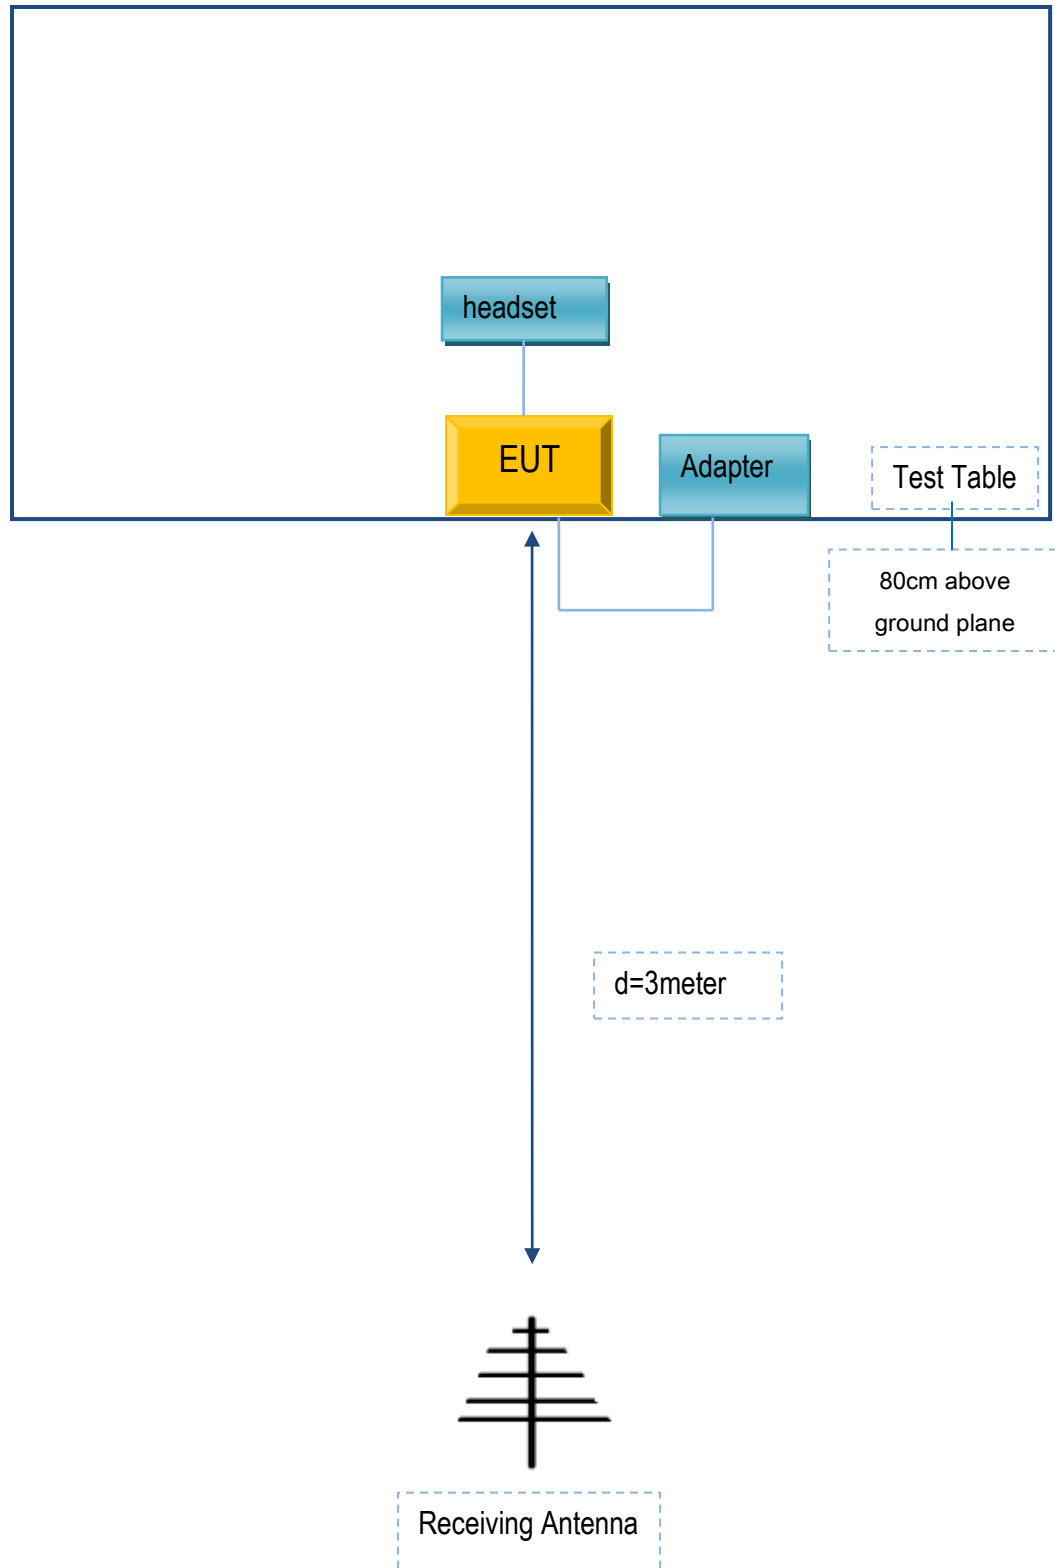 headset
EUT
Adapter
Test Table
80cm above
ground plane
d=3meter
Receiving Antenna